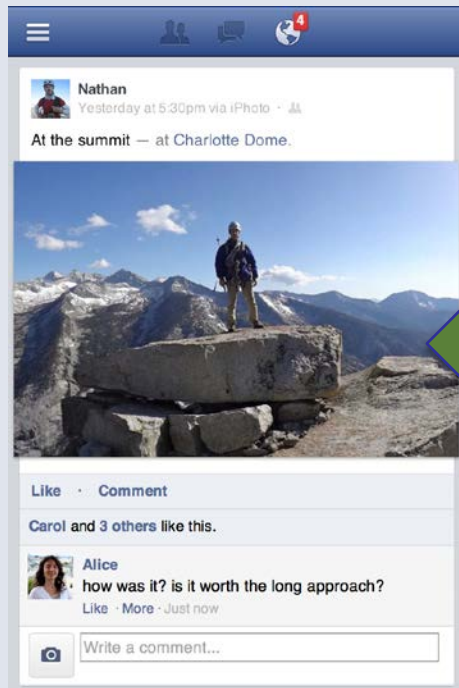 4
Nathan
Yesterday at 5:30pm via iPhoto ·
At the summit — at Charlotte Dome.
Like · Comment
Carol and 3 others like this.
Alice
how was it? is it worth the long approach?
Like · More · Just now
Write a comment...